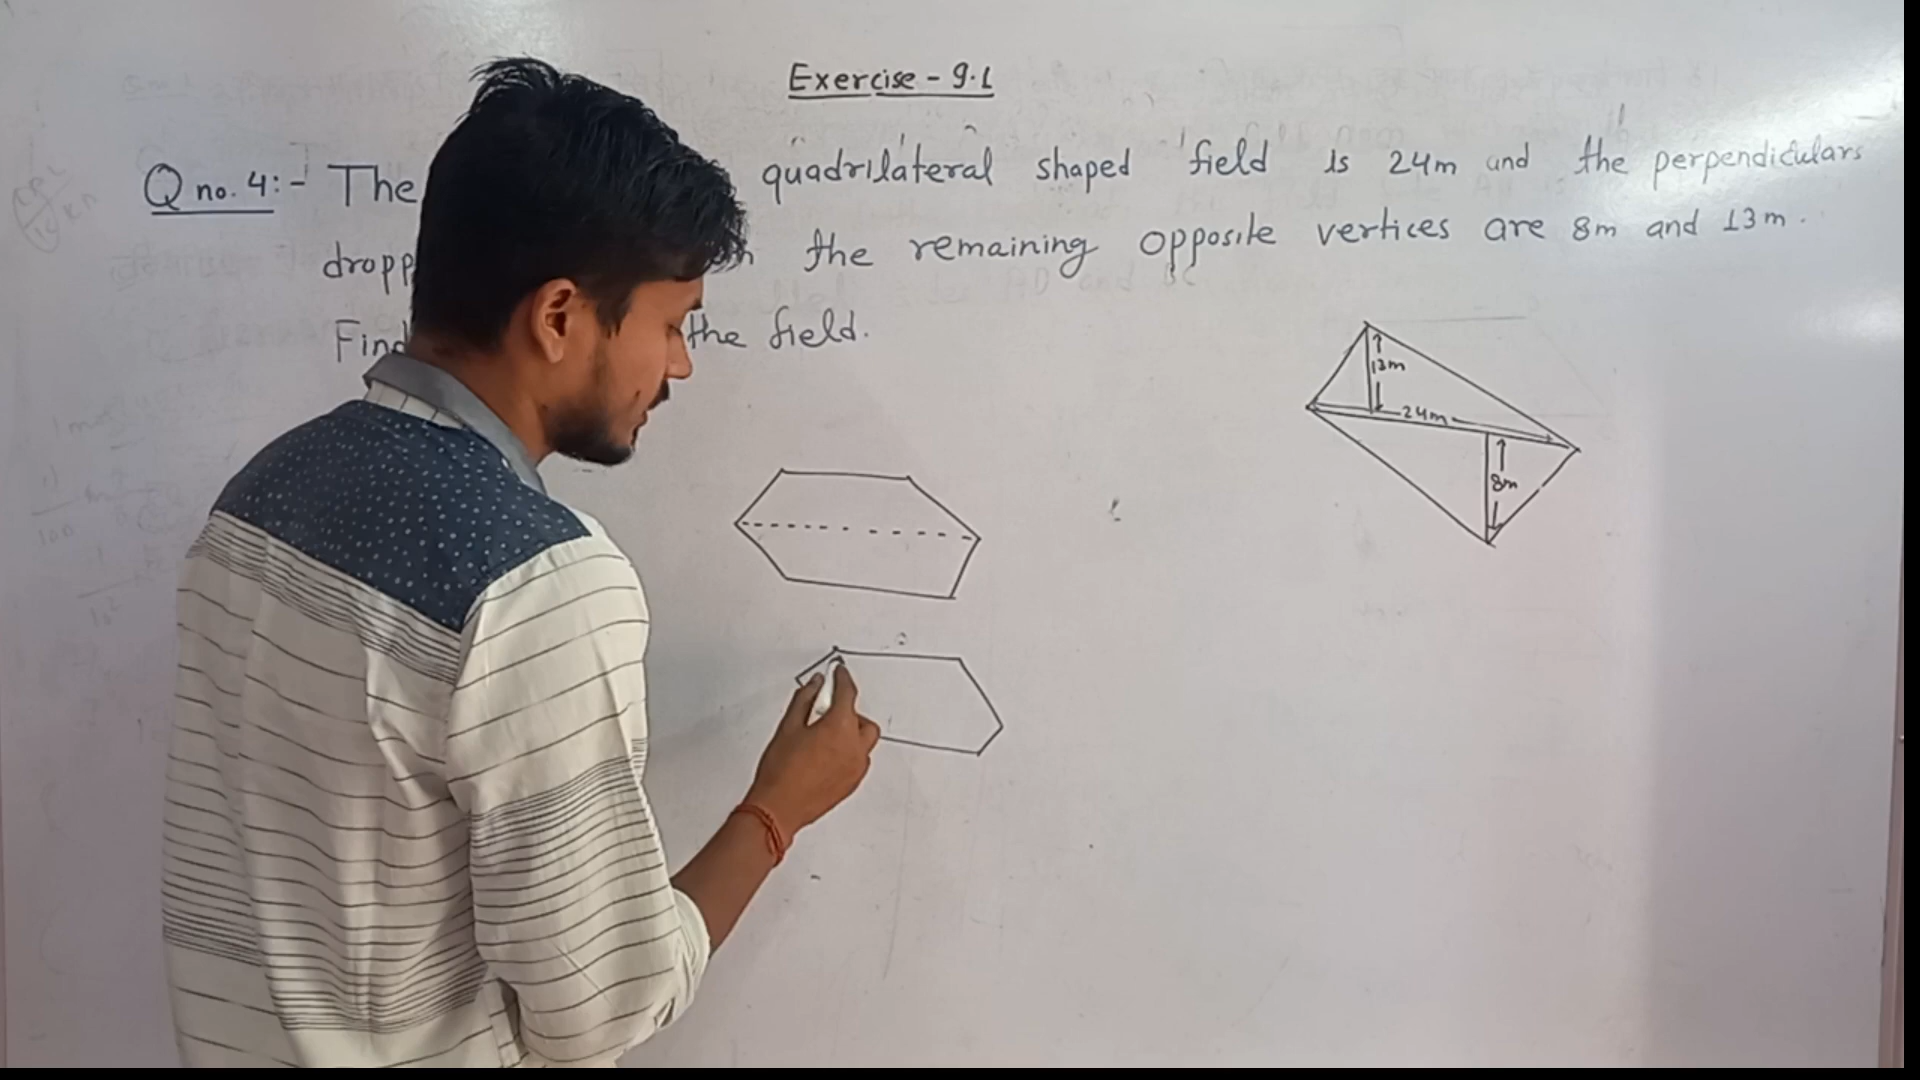 Exercise - 9.1
Q no. 4:- The quadrilateral shaped field is 24m and the perpendiculars
dropp the remaining opposite vertices are 8m and 13m.
Find the field.
13m
24m
8m